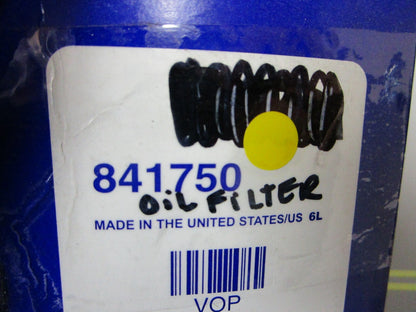 841750
OiL FiLTER
MADE IN THE UNITED STATES/US 6L
VOP